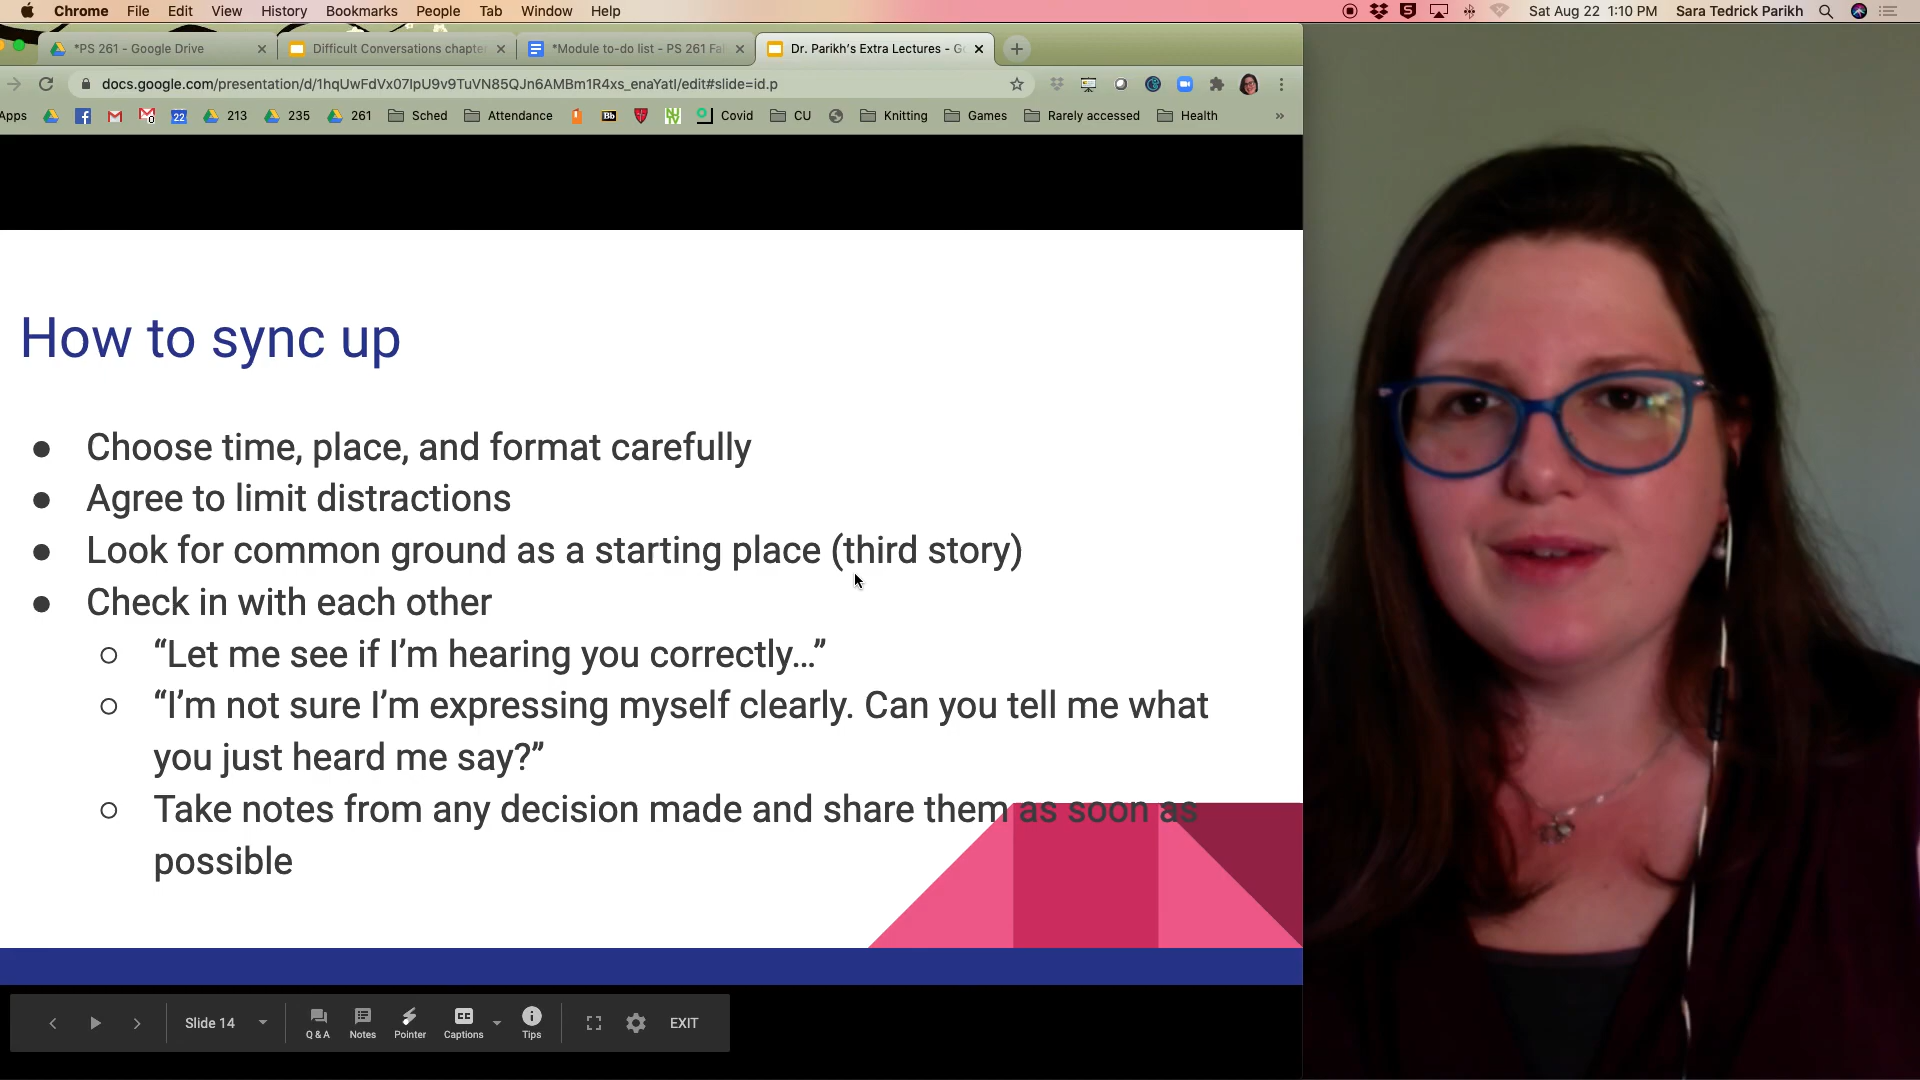 Chrome File Edit View History Bookmarks People Tab Window Help Sat Aug 22 1:10 PM Sara Tedrick Parikh
*PS 261 - Google Drive Difficult Conversations chapte *Module to-do list - PS 261 Fal Dr. Parikh's Extra Lectures - Go
docs.google.com/presentation/d/1hqUwFdVx07lpU9v9TuVN85QJn6AMBm1R4xs_enaYatI/edit#slide=id.p
Apps 22 213 235 261 Sched Attendance Bb Covid CU Knitting Games Rarely accessed Health »
How to sync up
● Choose time, place, and format carefully
● Agree to limit distractions
● Look for common ground as a starting place (third story)
● Check in with each other
○ “Let me see if I’m hearing you correctly…”
○ “I’m not sure I’m expressing myself clearly. Can you tell me what
you just heard me say?”
○ Take notes from any decision made and share them as soon as
possible
Slide 14 Q & A Notes Pointer CC Captions Tips EXIT